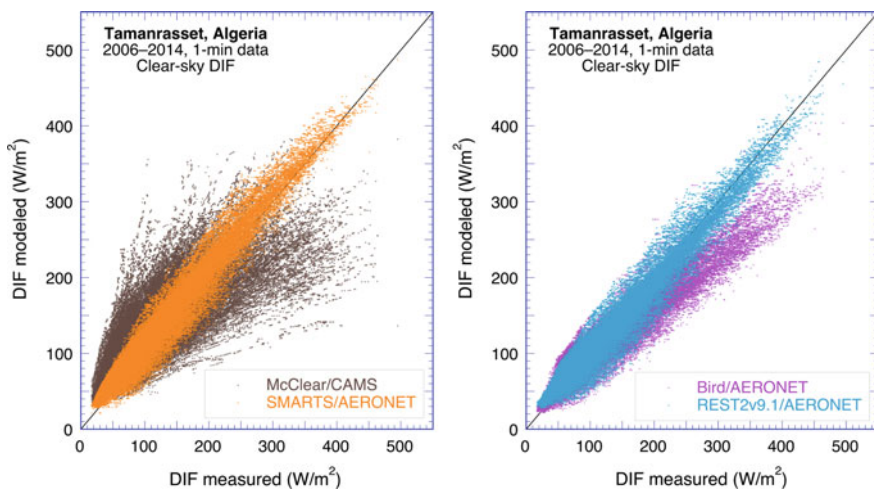 Tamanrasset, Algeria
2006–2014, 1-min data
Clear-sky DIF
500
400
300
200
100
0
DIF modeled (W/m²)
McClear/CAMS
SMARTS/AERONET
0 100 200 300 400 500
DIF measured (W/m²)
Tamanrasset, Algeria
2006–2014, 1-min data
Clear-sky DIF
500
400
300
200
100
0
DIF modeled (W/m²)
Bird/AERONET
REST2v9.1/AERONET
0 100 200 300 400 500
DIF measured (W/m²)